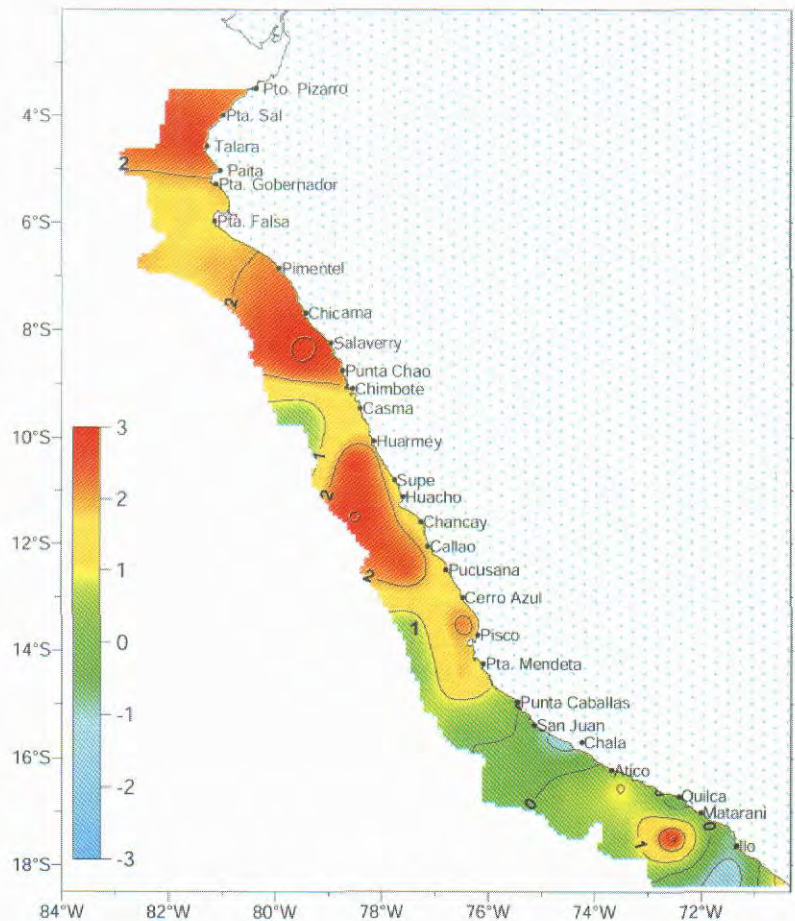 4°S
6°S
8°S
10°S
12°S
14°S
16°S
18°S
84°W
82°W
80°W
78°W
76°W
74°W
72°W
3
2
1
0
-1
-2
-3
Pto. Pizarro
Pta. Sal
Talara
Paita
2
Pta. Gobernador
Pta. Falsa
Pimentel
2
Chicama
Salaverry
Punta Chao
Chimbote
Casma
1
Huarmey
Supe
2
Huacho
Chancay
Callao
2
Pucusana
Cerro Azul
1
Pisco
Pta. Mendeta
Punta Caballas
San Juan
Chala
Atico
0
Quilca
Matarani
0
1
Ilo